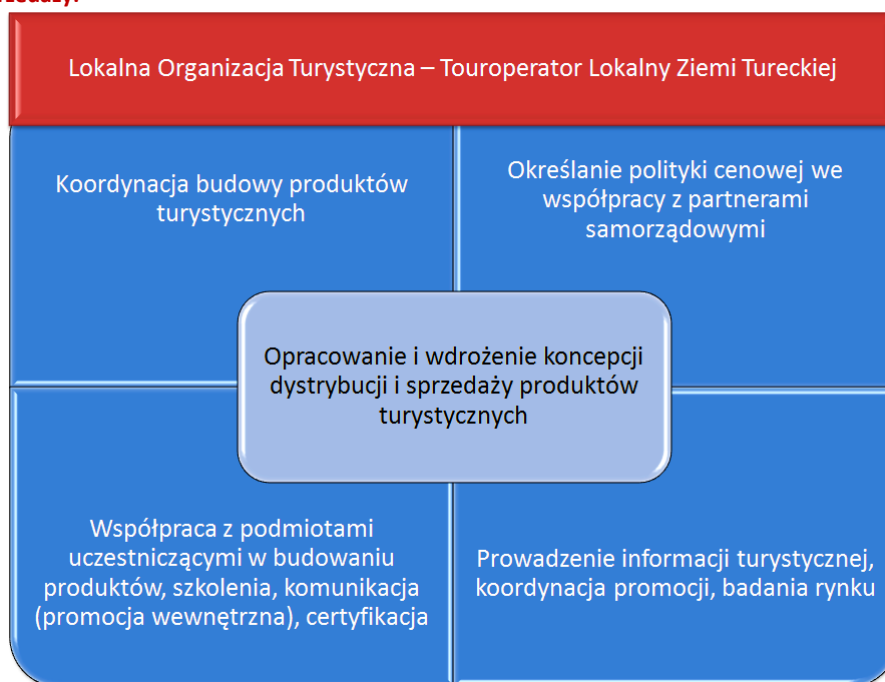 Lokalna Organizacja Turystyczna – Touroperator Lokalny Ziemi Tureckiej
Koordynacja budowy produktów
turystycznych
Określanie polityki cenowej we
współpracy z partnerami
samorządowymi
Opracowanie i wdrożenie koncepcji
dystrybucji i sprzedaży produktów
turystycznych
Współpraca z podmiotami
uczestniczącymi w budowaniu
produktów, szkolenia, komunikacja
(promocja wewnętrzna), certyfikacja
Prowadzenie informacji turystycznej,
koordynacja promocji, badania rynku